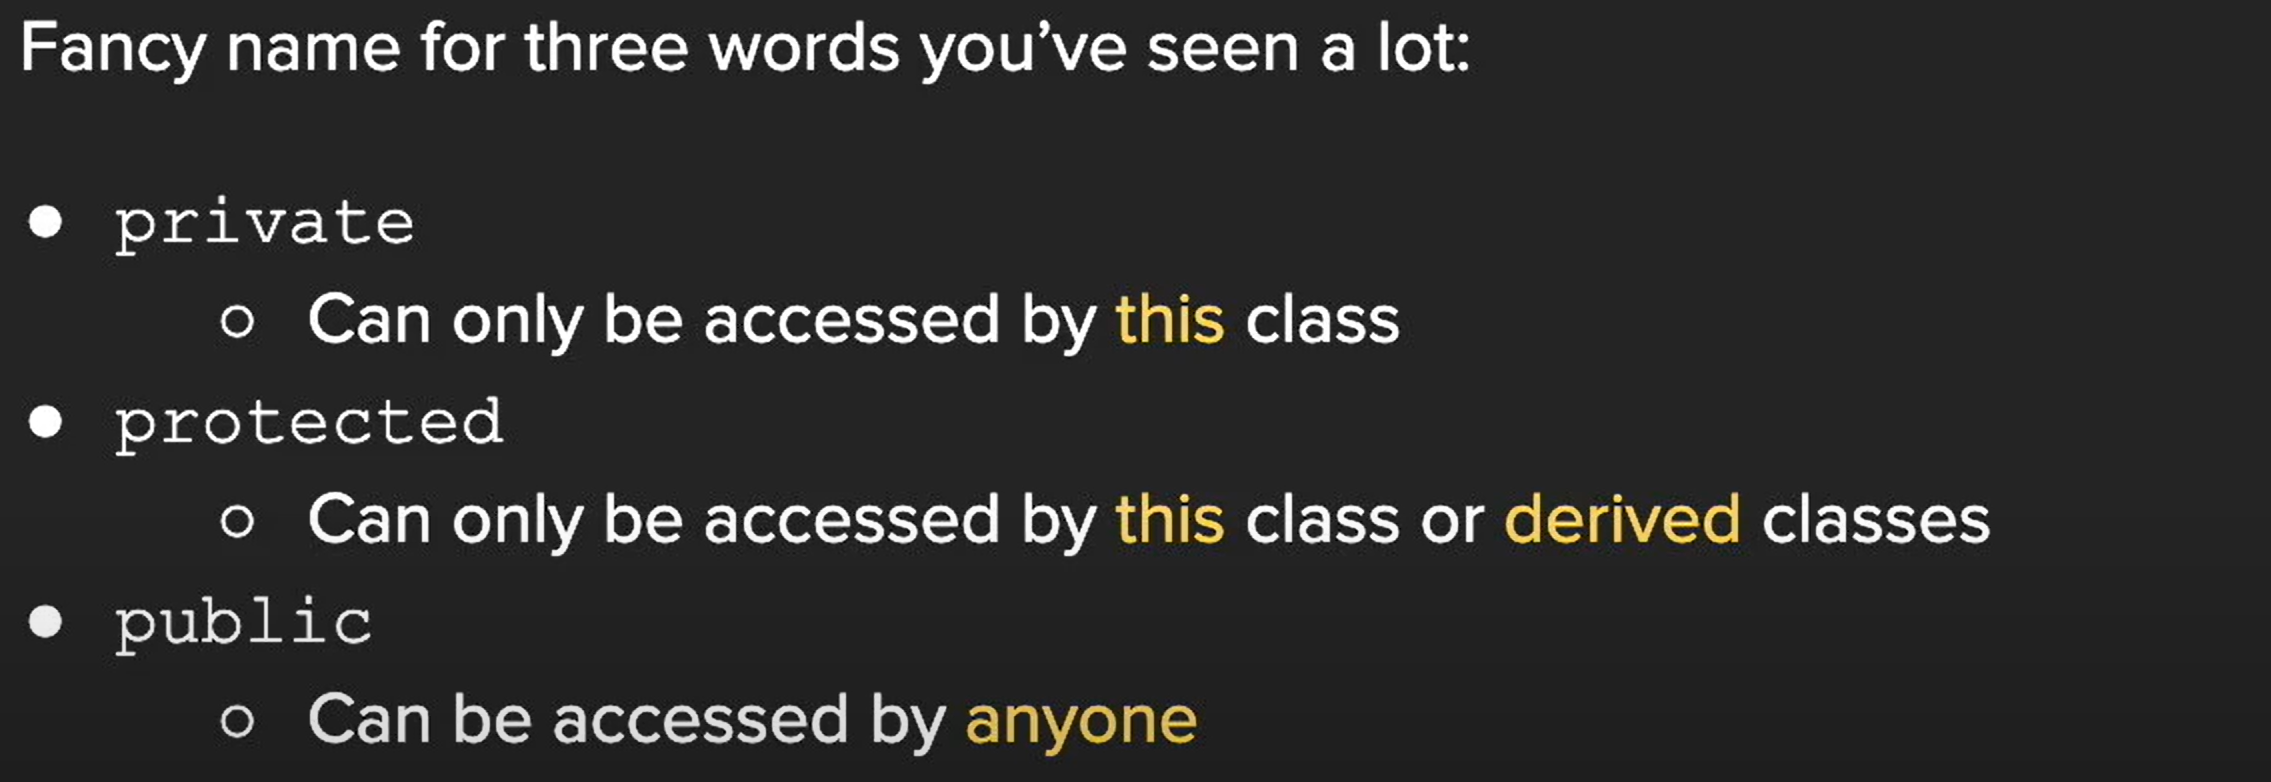 Fancy name for three words you’ve seen a lot:
● private
○ Can only be accessed by this class
● protected
○ Can only be accessed by this class or derived classes
● public
○ Can be accessed by anyone